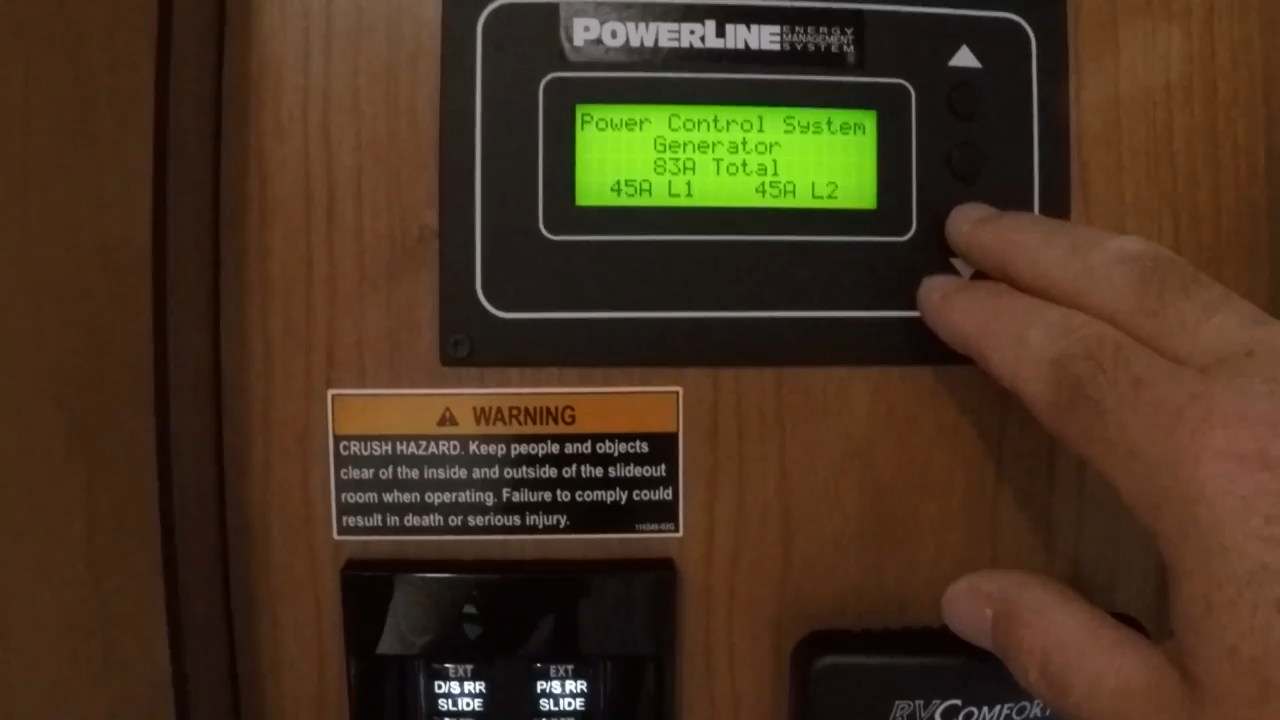 POWERLINE ENERGY MANAGEMENT SYSTEM
Power Control System
Generator
83A Total
45A L1 45A L2
WARNING
CRUSH HAZARD. Keep people and objects
clear of the inside and outside of the slideout
room when operating. Failure to comply could
result in death or serious injury.
EXT EXT
D/S RR P/S RR
SLIDE SLIDE
RVCOMFORT